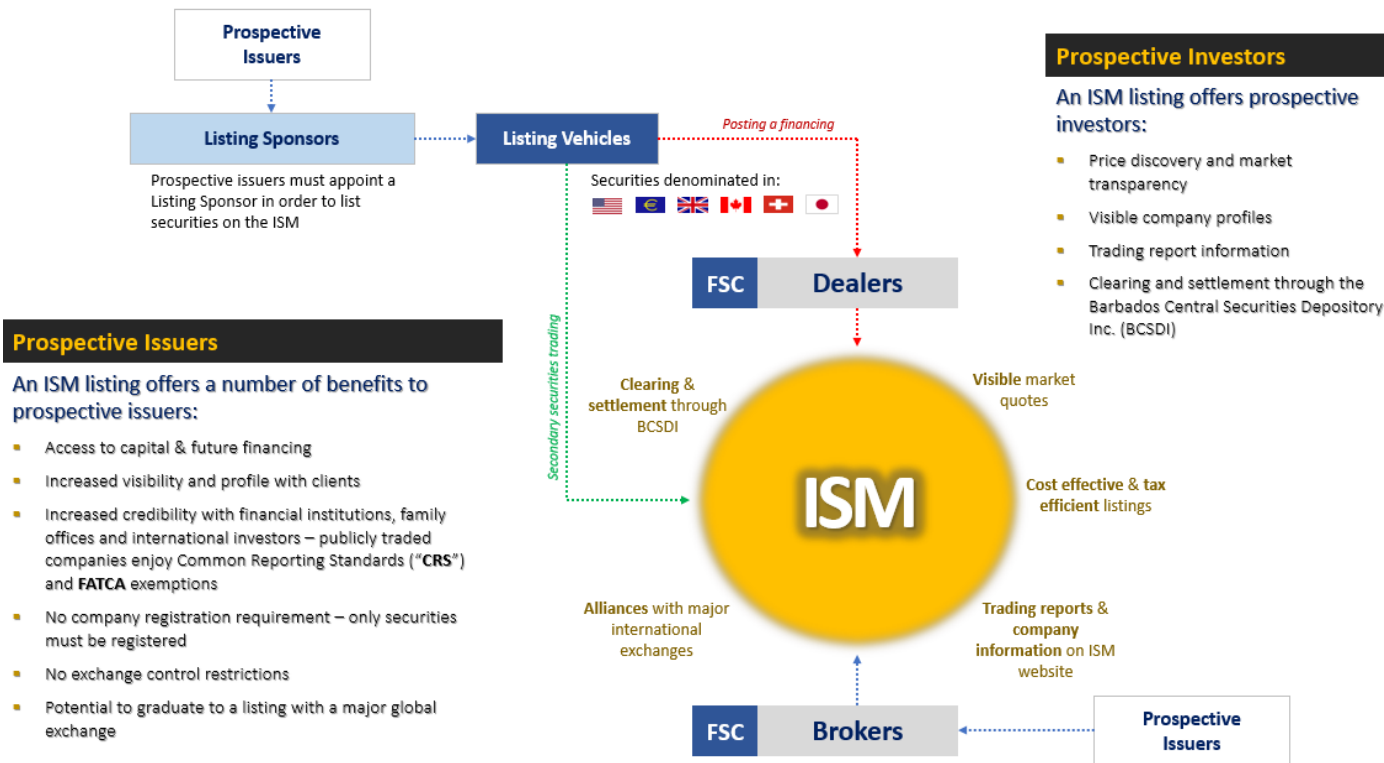 Prospective
Issuers
Listing Sponsors
Prospective issuers must appoint a
Listing Sponsor in order to list
securities on the ISM
Listing Vehicles
Posting a financing
Securities denominated in:
Secondary securities trading
FSC
Dealers
Prospective Investors
An ISM listing offers prospective
investors:
Price discovery and market
transparency
Visible company profiles
Trading report information
Clearing and settlement through the
Barbados Central Securities Depository
Inc. (BCSDI)
Prospective Issuers
An ISM listing offers a number of benefits to
prospective issuers:
Access to capital & future financing
Increased visibility and profile with clients
Increased credibility with financial institutions, family
offices and international investors – publicly traded
companies enjoy Common Reporting Standards (“CRS”)
and FATCA exemptions
No company registration requirement – only securities
must be registered
No exchange control restrictions
Potential to graduate to a listing with a major global
exchange
Clearing &
settlement through
BCSDI
Visible market
quotes
ISM
Cost effective & tax
efficient listings
Alliances with major
international
exchanges
Trading reports &
company
information on ISM
website
FSC
Brokers
Prospective
Issuers